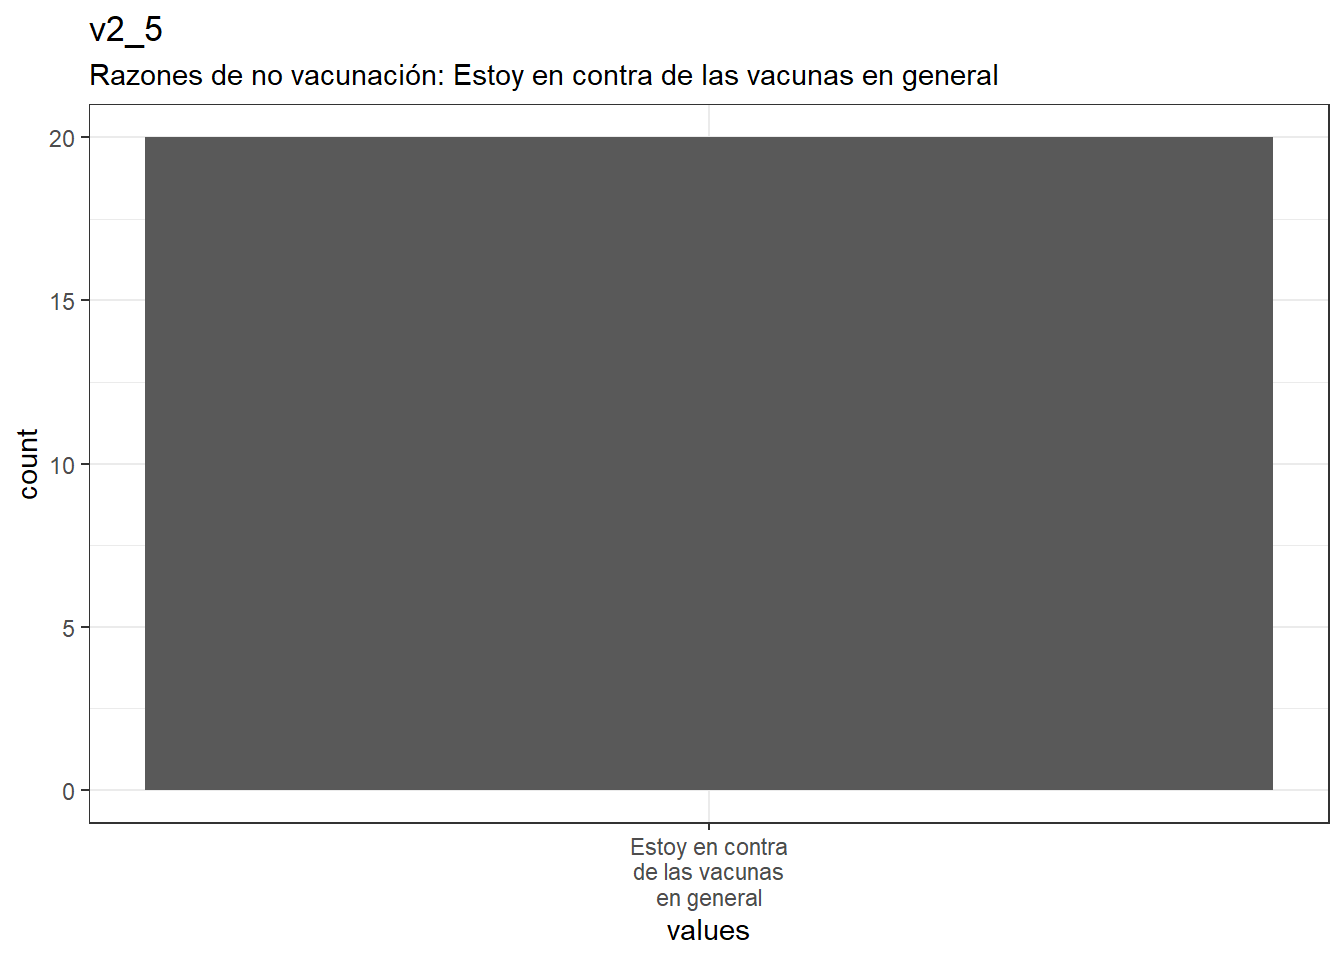 v2_5
Razones de no vacunación: Estoy en contra de las vacunas en general
20
15
10
5
0
count
Estoy en contra
de las vacunas
en general
values